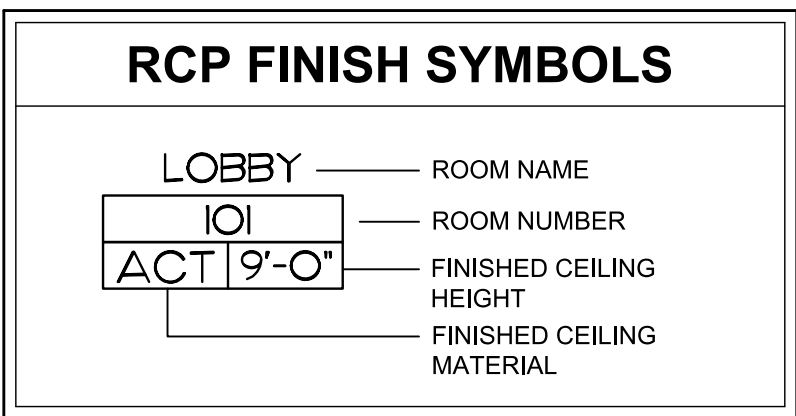 RCP FINISH SYMBOLS
LOBBY ROOM NAME
101 ROOM NUMBER
ACT 9'-0" FINISHED CEILING
HEIGHT
FINISHED CEILING
MATERIAL